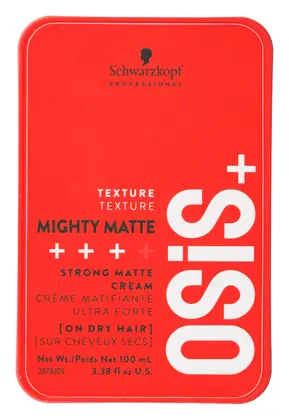 Schwarzkopf
PROFESSIONAL
TEXTURE
TEXTURE
MIGHTY MATTE
+ + + +
STRONG MATTE
CREAM
CRÈME MATIFIANTE
ULTRA FORTE
[ON DRY HAIR]
[SUR CHEVEUX SECS]
Net Wt./Poids Net 100 mL
2876325 3.38 fl oz U.S.
OSiS+